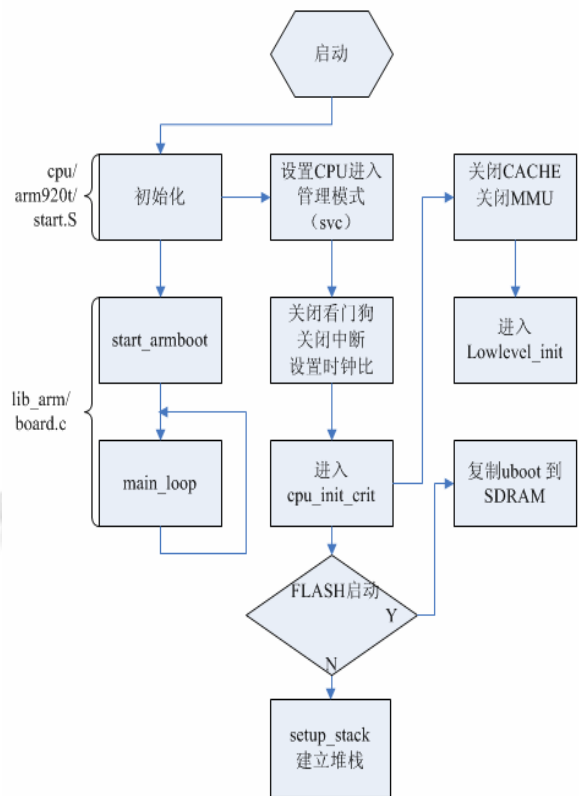 启动
cpu/
arm920t/
start.S
初始化
设置CPU进入
管理模式
（svc）
关闭CACHE
关闭MMU
start_armboot
关闭看门狗
关闭中断
设置时钟比
进入
Lowlevel_init
lib_arm/
board.c
main_loop
进入
cpu_init_crit
复制uboot 到
SDRAM
FLASH启动
Y
N
setup_stack
建立堆栈